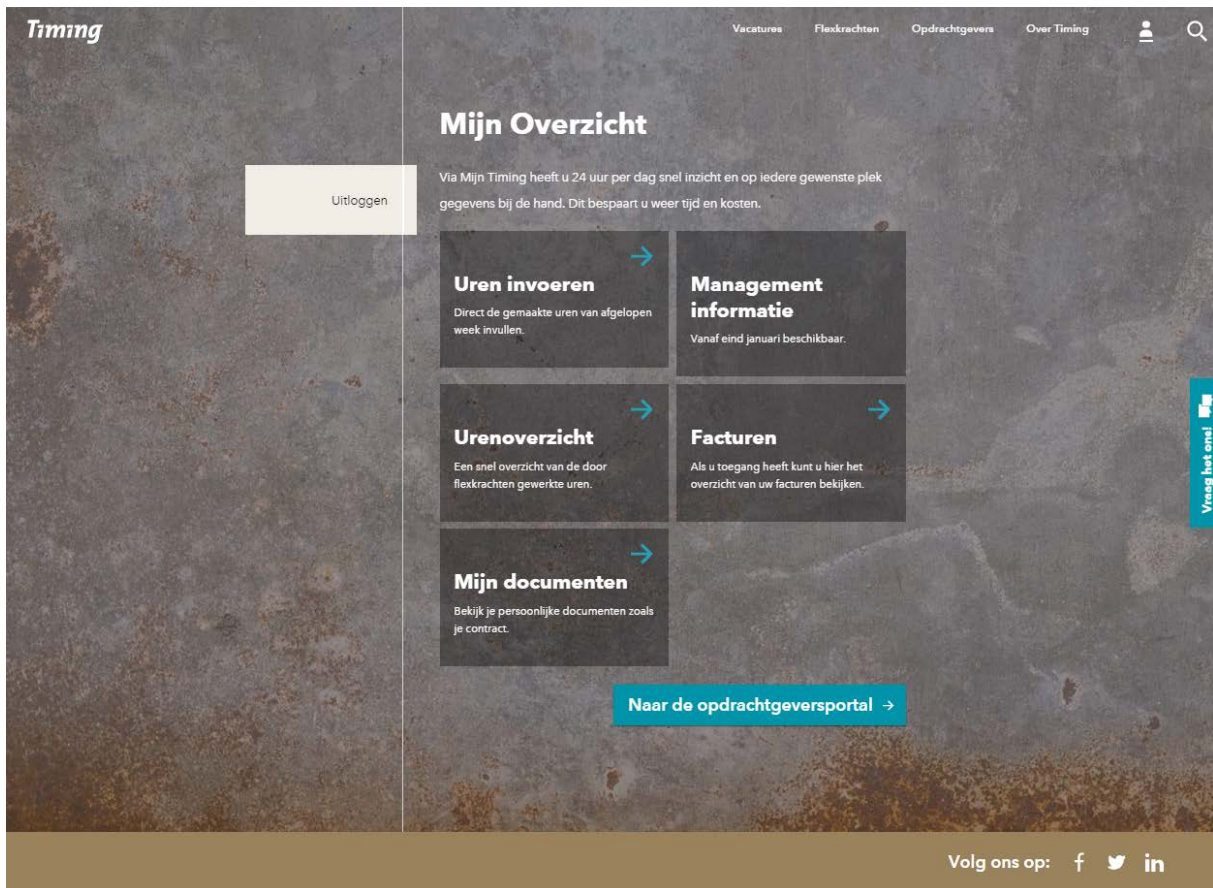 Timing
Vacatures
Flexkrachten
Opdrachtgevers
Over Timing
Mijn Overzicht
Via Mijn Timing heeft u 24 uur per dag snel inzicht en op iedere gewenste plek
gegevens bij de hand. Dit bespaart u weer tijd en kosten.
Uitloggen
Uren invoeren
Direct de gemaakte uren van afgelopen
week invullen.
Management
informatie
Vanaf eind januari beschikbaar.
Urenoverzicht
Een snel overzicht van de door
flexkrachten gewerkte uren.
Facturen
Als u toegang heeft kunt u hier het
overzicht van uw facturen bekijken.
Mijn documenten
Bekijk je persoonlijke documenten zoals
je contract.
Naar de opdrachtgeversportal
Vraag het ons!
Volg ons op: